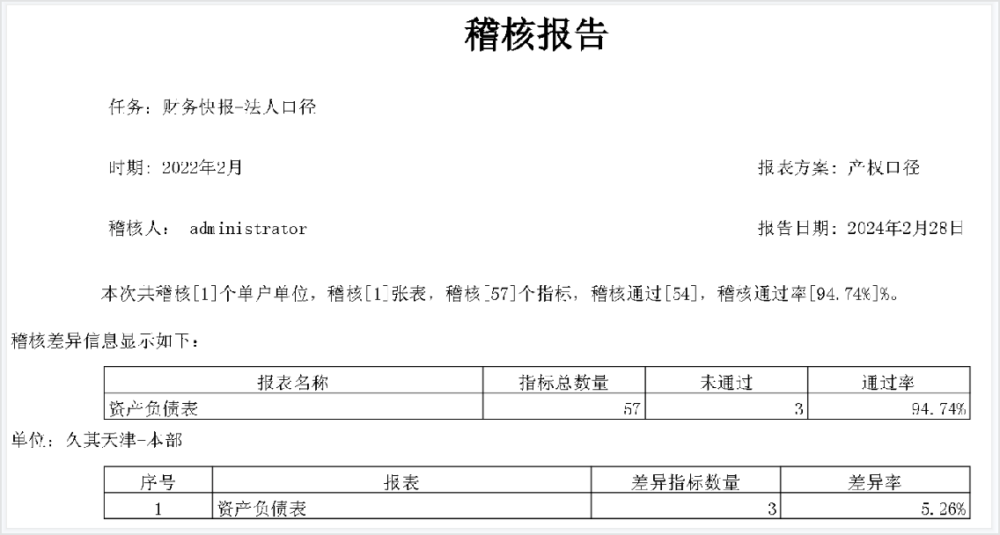 稽核报告
任务: 财务快报-法人口径
时期: 2022年2月 报表方案: 产权口径
稽核人: administrator 报告日期: 2024年2月28日
本次共稽核[1]个单户单位，稽核[1]张表，稽核[57]个指标，稽核通过[54]，稽核通过率[94.74%]%。
稽核差异信息显示如下:
报表名称 指标总数量 未通过 通过率
资产负债表 57 3 94.74%
单位: 久其天津-本部
序号 报表 差异指标数量 差异率
1 资产负债表 3 5.26%